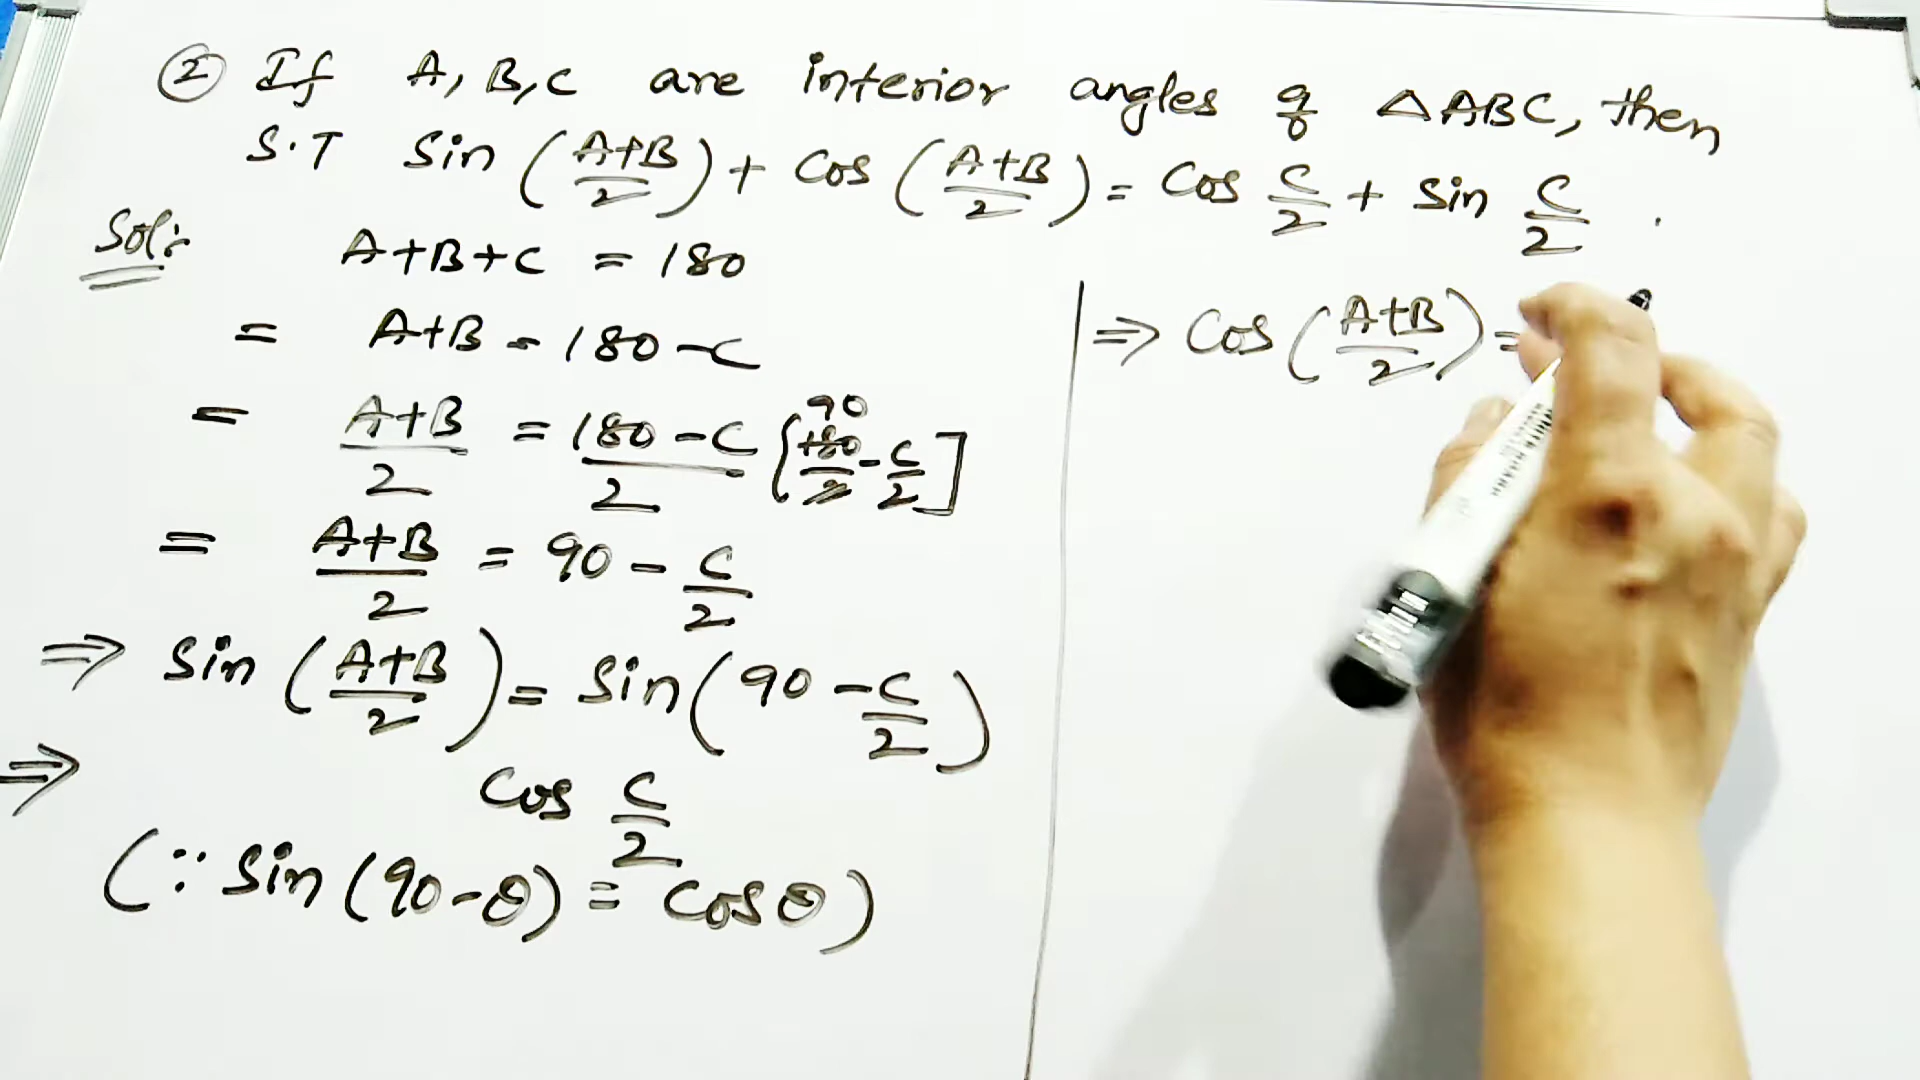 ② If A, B, C are interior angles of △ABC, then
S.T Sin (A+B/2) + Cos (A+B/2) = Cos C/2 + Sin C/2 .
Sol:
A+B+C = 180
= A+B = 180 - C
= A+B/2 = 180 - C/2 [180/2 - C/2]
90
= A+B/2 = 90 - C/2
⇒ Sin (A+B/2) = Sin (90 - C/2)
⇒ Cos C/2
(∵ Sin (90 - θ) = Cos θ)
⇒ Cos (A+B/2) =